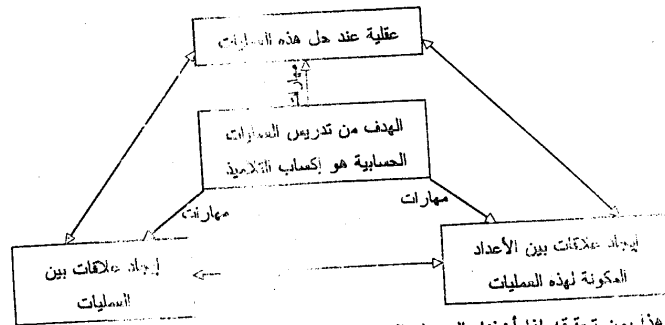 عقلية عند حل هذه العمليات
مهارات
الهدف من تدريس العمليات
الحسابية هو إكساب التلاميذ
مهارات
مهارات
إيجاد علاقات بين الأعداد
المكونة لهذه العمليات
إيجاد علاقات بين
العمليات